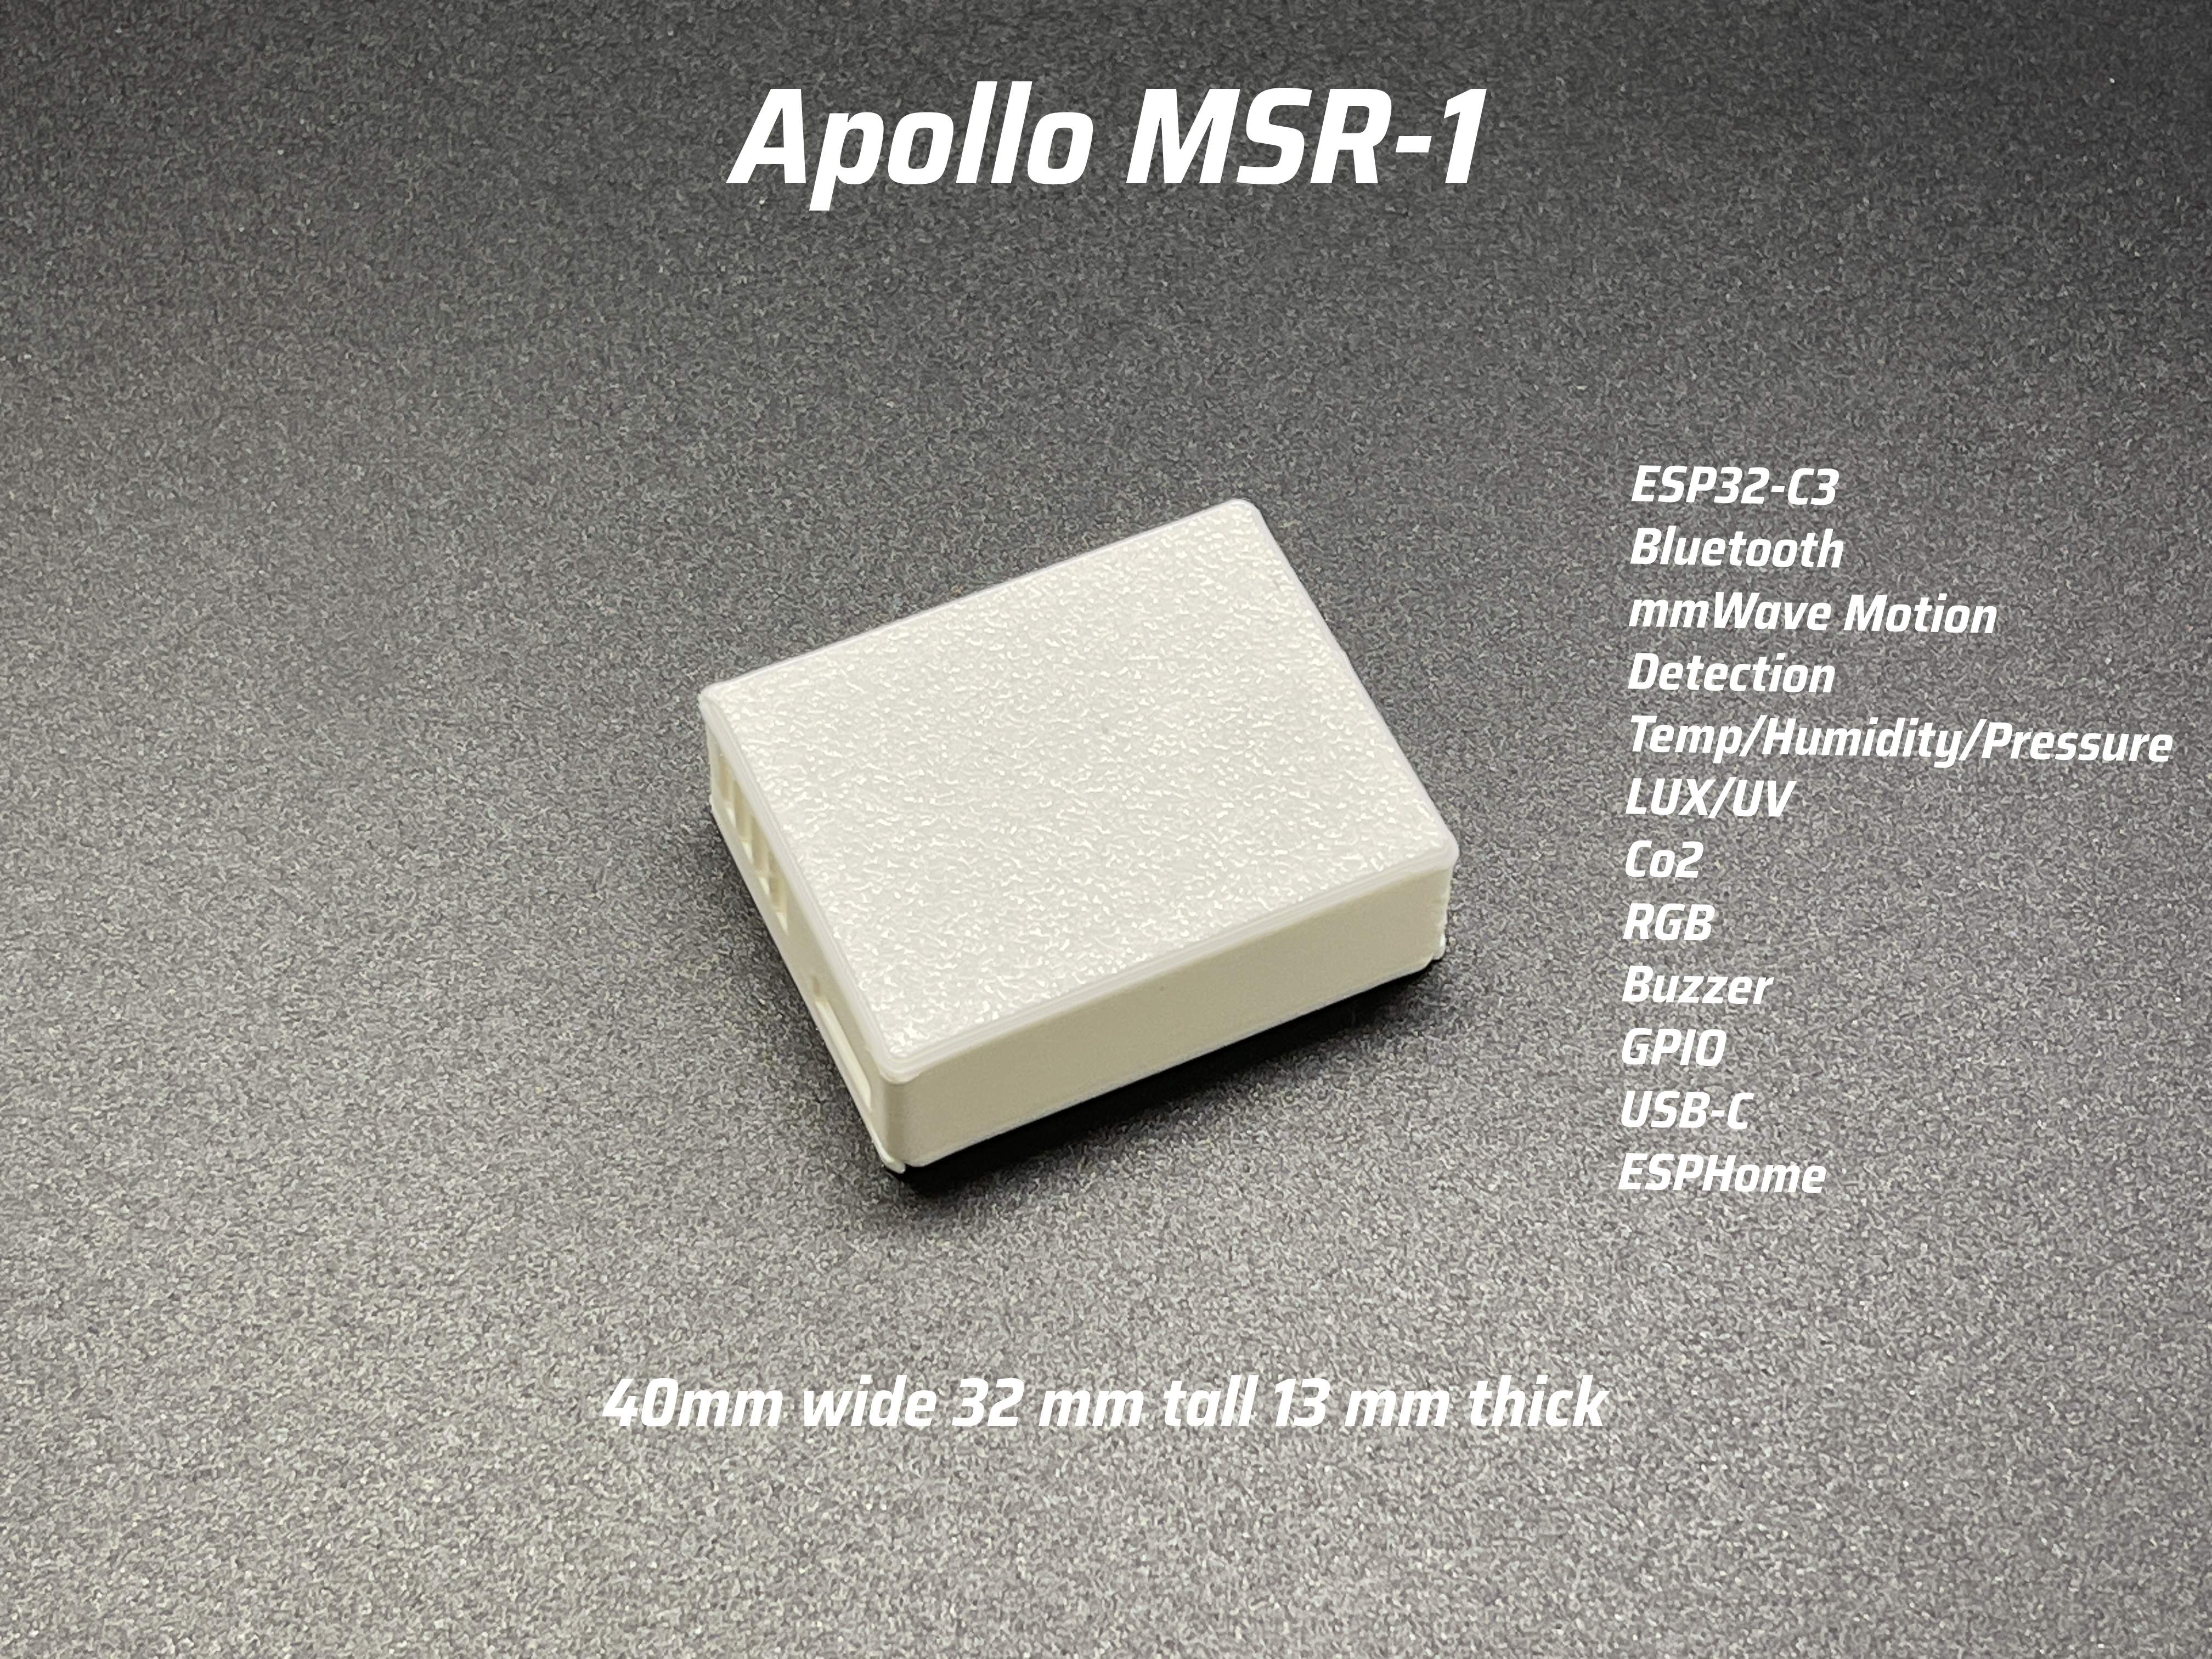 Apollo MSR-1
ESP32-C3
Bluetooth
mmWave Motion
Detection
Temp/Humidity/Pressure
LUX/UV
Co2
RGB
Buzzer
GPIO
USB-C
ESPHome
40mm wide 32 mm tall 13 mm thick